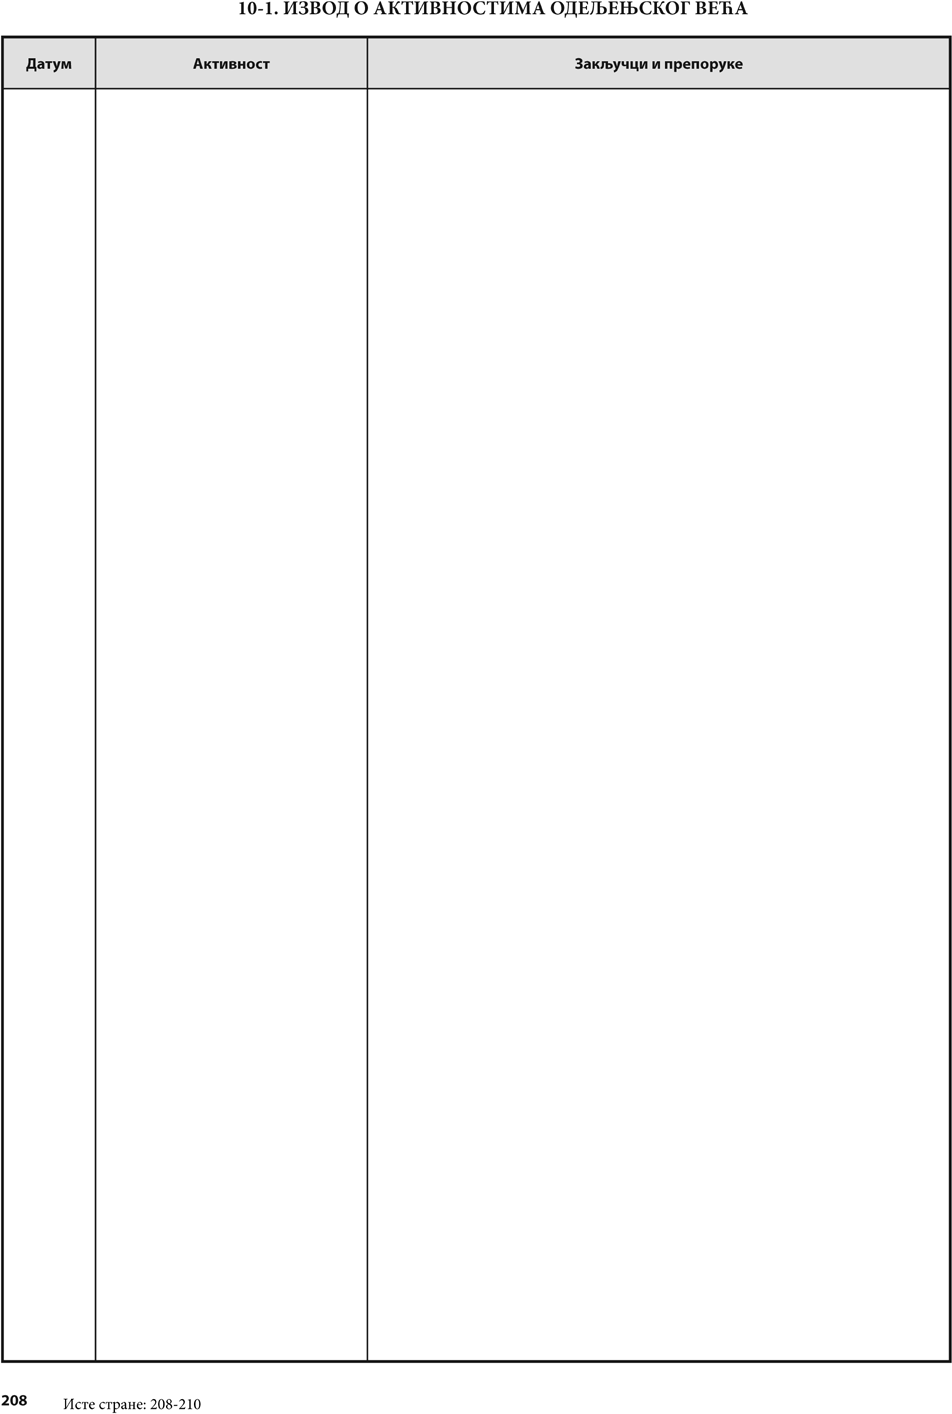 10-1. ИЗВОД О АКТИВНОСТИМА ОДЕЉЕЊСКОГ ВЕЋА
Датум Активност Закључци и препоруке
208 Исте стране: 208-210